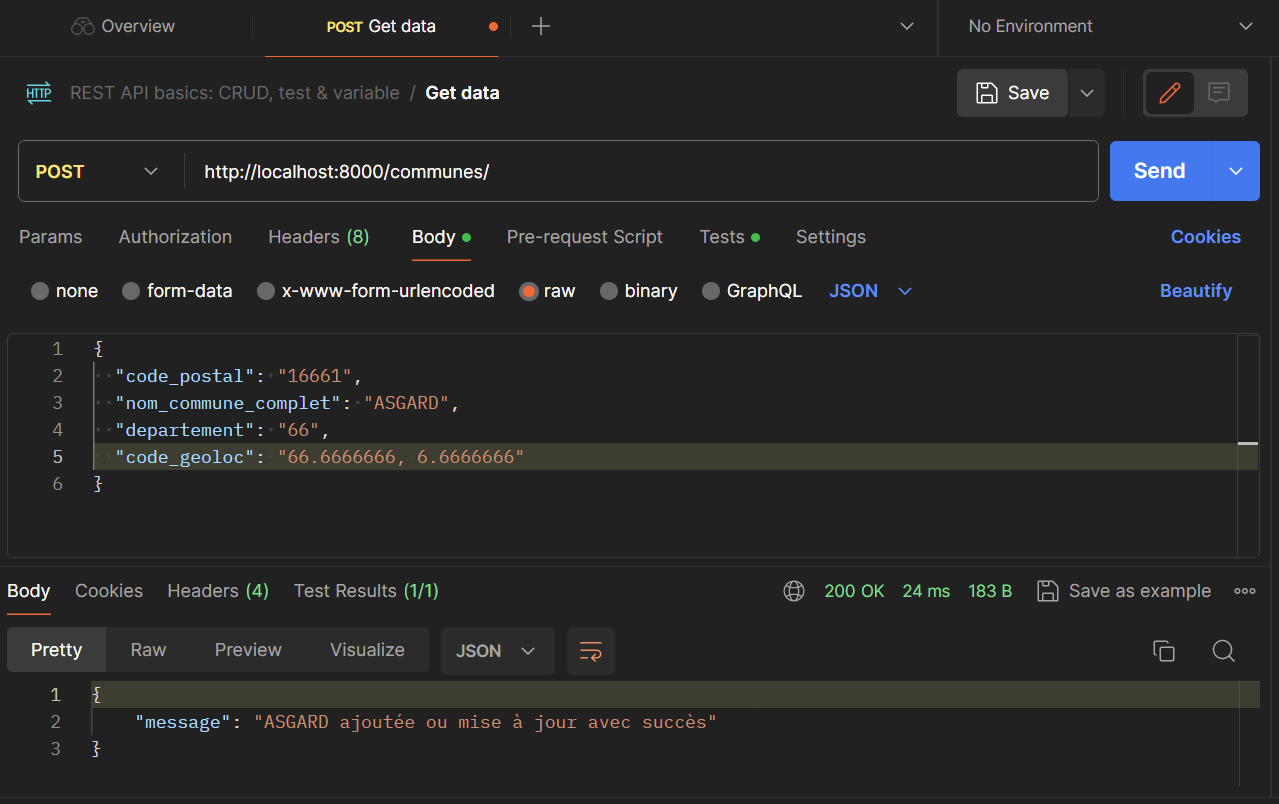 Overview
POST Get data
No Environment
HTTP
REST API basics: CRUD, test & variable / Get data
Save
POST
http://localhost:8000/communes/
Send
Params Authorization Headers (8) Body Pre-request Script Tests Settings Cookies
none form-data x-www-form-urlencoded raw binary GraphQL JSON Beautify
1 {
2 "code_postal": "16661",
3 "nom_commune_complet": "ASGARD",
4 "departement": "66",
5 "code_geoloc": "66.6666666, 6.6666666"
6 }
Body Cookies Headers (4) Test Results (1/1) 200 OK 24 ms 183 B Save as example
Pretty Raw Preview Visualize JSON
1 {
2 "message": "ASGARD ajoutée ou mise à jour avec succès"
3 }